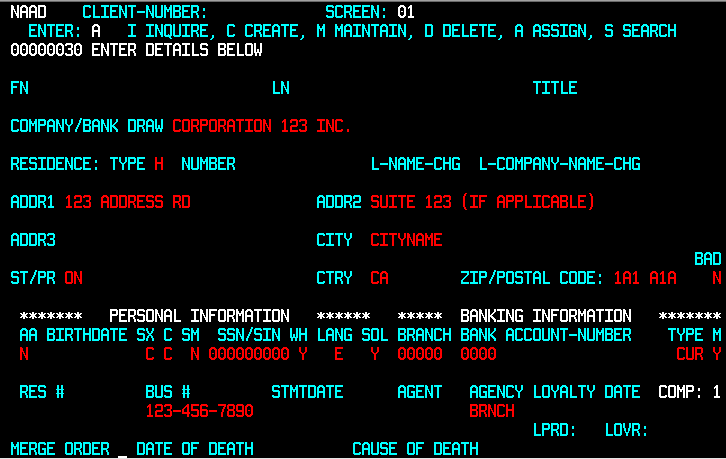 NAAD CLIENT-NUMBER: SCREEN: 01
ENTER: A I INQUIRE, C CREATE, M MAINTAIN, D DELETE, A ASSIGN, S SEARCH
00000030 ENTER DETAILS BELOW
FN LN TITLE
COMPANY/BANK DRAW CORPORATION 123 INC.
RESIDENCE: TYPE H NUMBER L-NAME-CHG L-COMPANY-NAME-CHG
ADDR1 123 ADDRESS RD ADDR2 SUITE 123 (IF APPLICABLE)
ADDR3 CITY CITYNAME
BAD
ST/PR ON CTRY CA ZIP/POSTAL CODE: 1A1 A1A N
******* PERSONAL INFORMATION ****** ***** BANKING INFORMATION *******
AA BIRTHDATE SX C SM SSN/SIN WH LANG SOL BRANCH BANK ACCOUNT-NUMBER TYPE M
N C C N 000000000 Y E Y 00000 0000 CUR Y
RES # BUS # STMTDATE AGENT AGENCY LOYALTY DATE COMP: 1
123-456-7890 BRNCH
LPRD: LOVR:
MERGE ORDER _ DATE OF DEATH CAUSE OF DEATH